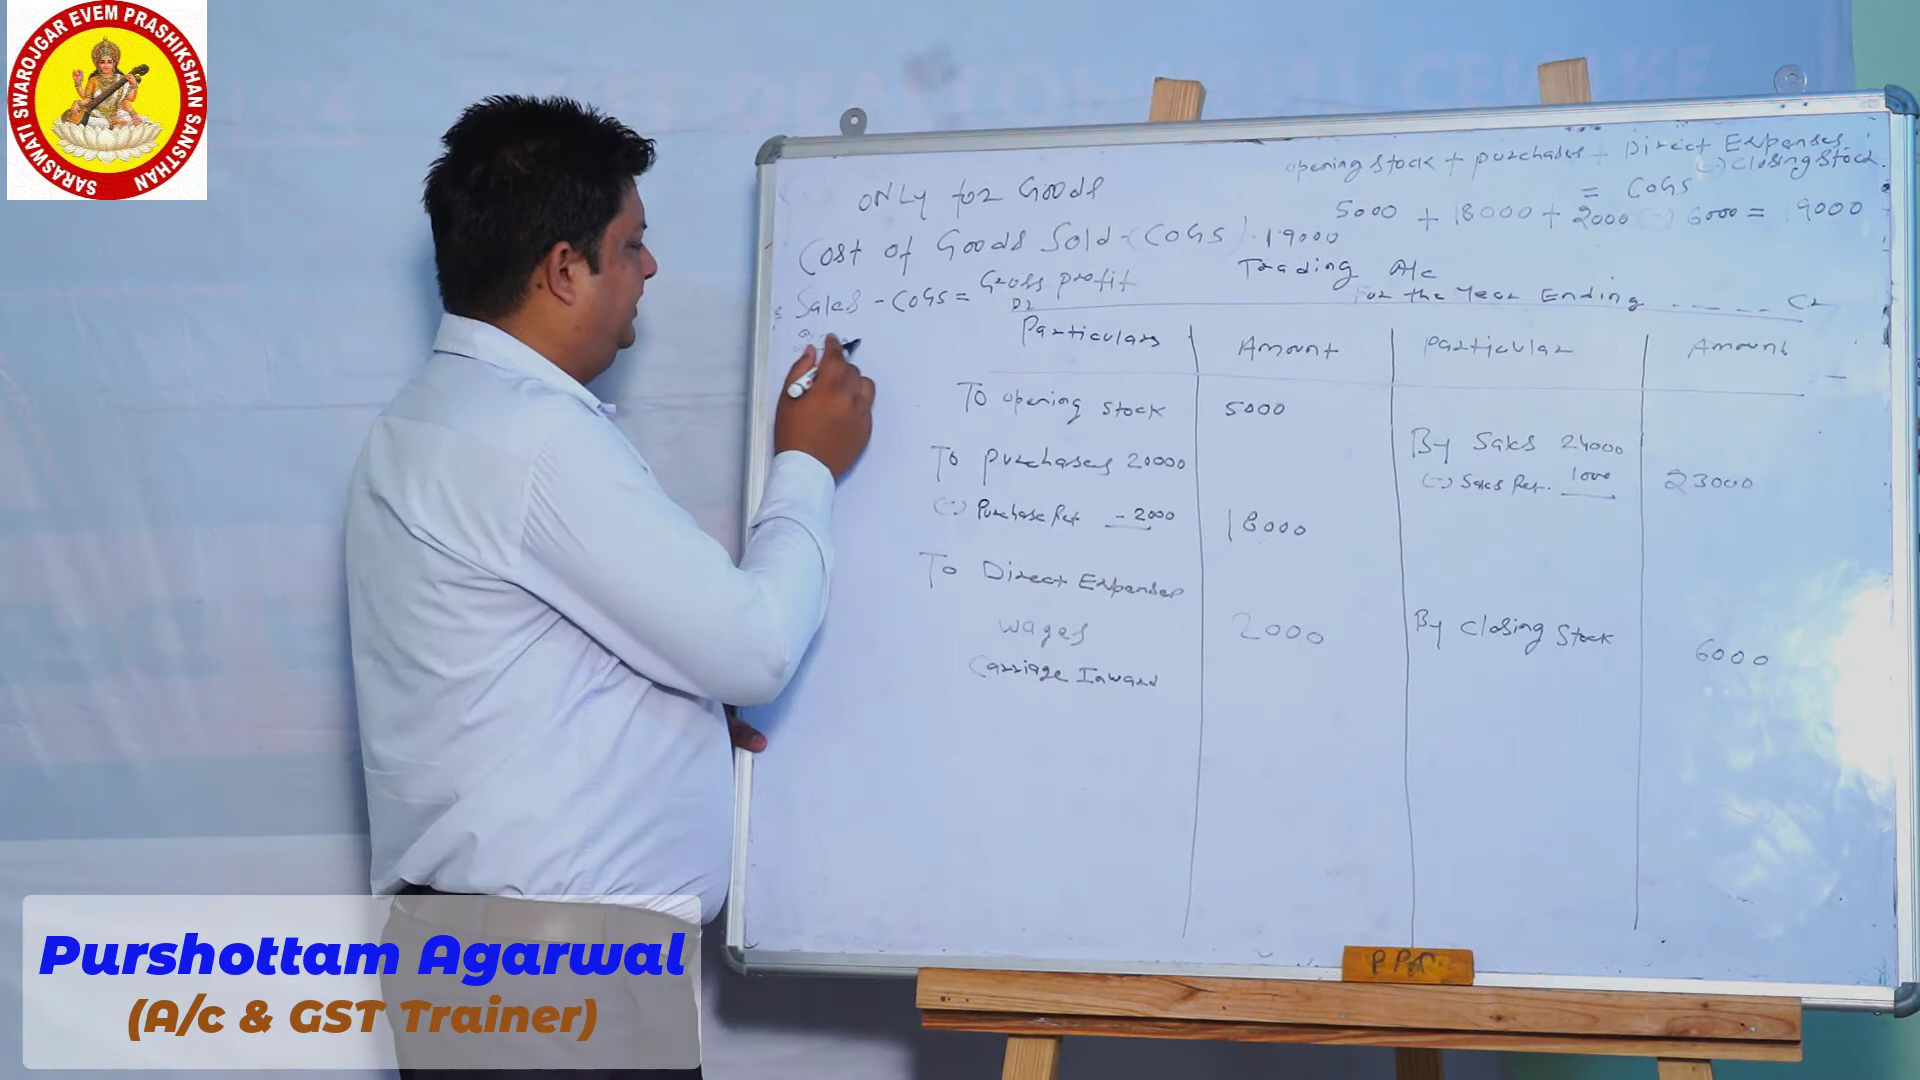 SARASWATI SWAROJGAR EVEM PRASHIKSHAN SANSTHAN
ONLY for Goods
opening stock + purchases + Direct Expenses
(-) Closing Stock
= COGS
5000 + 18000 + 2000 (-) 6000 = 19000
Cost of Goods Sold (COGS) 19000
Sales - COGS = Gross profit
Trading A/c
For the Year Ending - - - - Cr
Dr
Particulars Amount Particular Amount
To opening stock 5000
By Sales 24000
To purchases 20000
(-) Sales Ret. 1000 23000
(-) Purchase Ret - 2000 18000
To Direct Expenses
wages 2000
By Closing Stock 6000
Carriage Inward
Purshottam Agarwal
(A/c & GST Trainer)